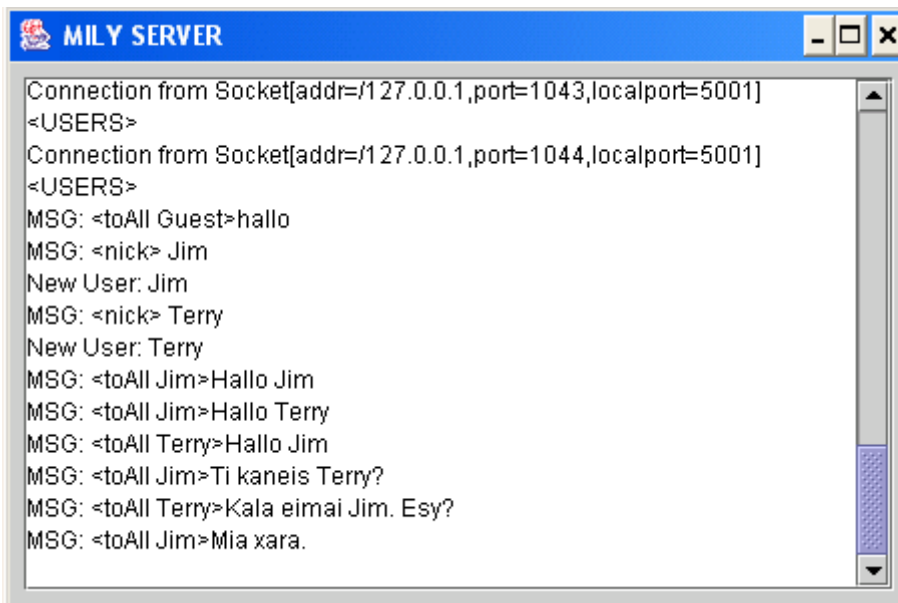 MILY SERVER
Connection from Socket[addr=/127.0.0.1,port=1043,localport=5001]
<USERS>
Connection from Socket[addr=/127.0.0.1,port=1044,localport=5001]
<USERS>
MSG: <toAll Guest>hallo
MSG: <nick> Jim
New User: Jim
MSG: <nick> Terry
New User: Terry
MSG: <toAll Jim>Hallo Jim
MSG: <toAll Jim>Hallo Terry
MSG: <toAll Terry>Hallo Jim
MSG: <toAll Jim>Ti kaneis Terry?
MSG: <toAll Terry>Kala eimai Jim. Esy?
MSG: <toAll Jim>Mia xara.